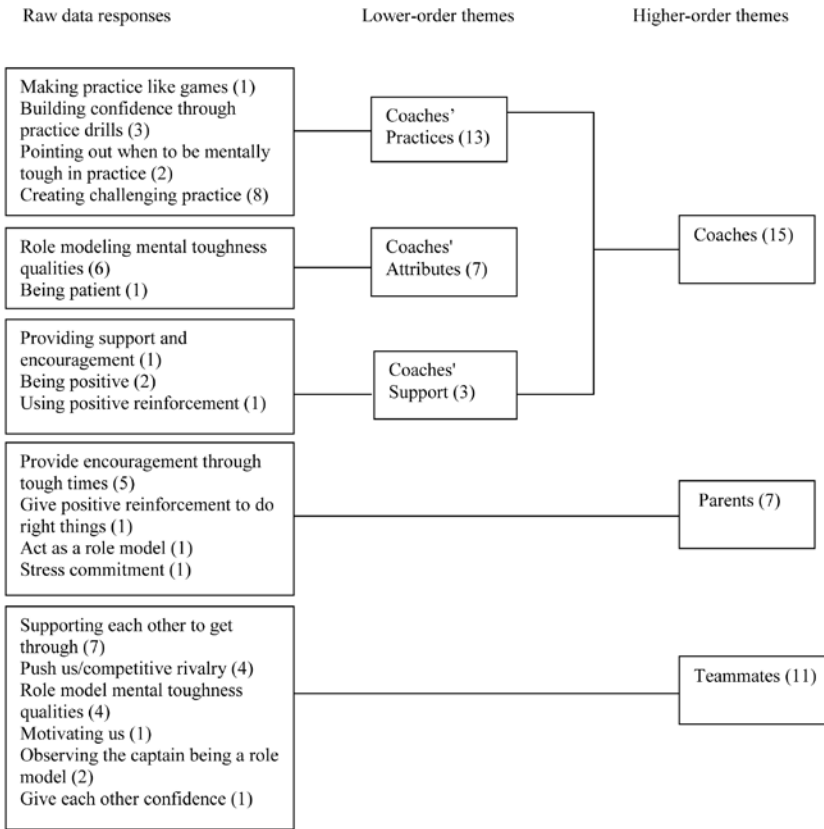 Raw data responses
Lower-order themes
Higher-order themes
Making practice like games (1)
Building confidence through
practice drills (3)
Pointing out when to be mentally
tough in practice (2)
Creating challenging practice (8)
Coaches’
Practices (13)
Role modeling mental toughness
qualities (6)
Being patient (1)
Coaches'
Attributes (7)
Providing support and
encouragement (1)
Being positive (2)
Using positive reinforcement (1)
Coaches'
Support (3)
Coaches (15)
Provide encouragement through
tough times (5)
Give positive reinforcement to do
right things (1)
Act as a role model (1)
Stress commitment (1)
Parents (7)
Supporting each other to get
through (7)
Push us/competitive rivalry (4)
Role model mental toughness
qualities (4)
Motivating us (1)
Observing the captain being a role
model (2)
Give each other confidence (1)
Teammates (11)